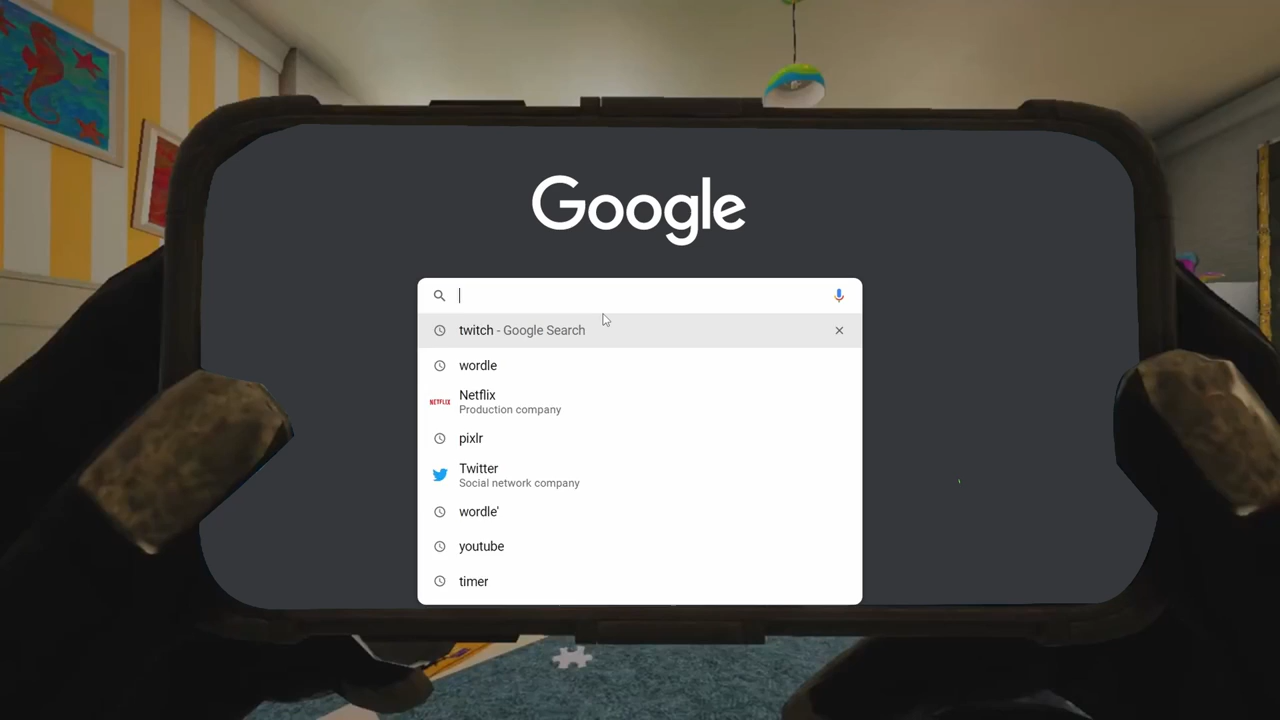 Google
twitch - Google Search
wordle
NETFLIX
Netflix
Production company
pixlr
Twitter
Social network company
wordle'
youtube
timer